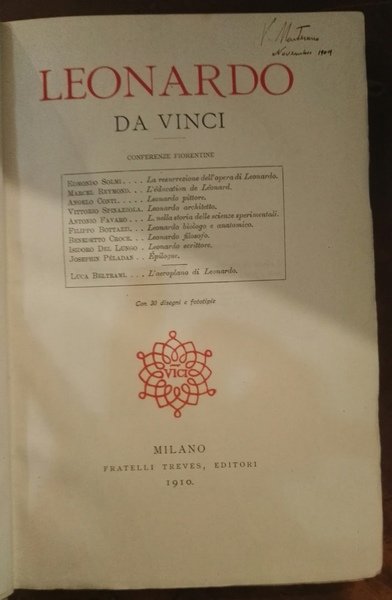 LEONARDO
DA VINCI
CONFERENZE FIORENTINE
EDMONDO SOLMI.... La resurrezione dell'opera di Leonardo.
MARCEL REYMOND... L'éducation de Léonard.
ANGELO CONTI..... Leonardo pittore.
VITTORIO SPINAZZOLA. Leonardo architetto.
ANTONIO FAVARO... L. nella storia delle scienze sperimentali.
FILIPPO BOTTAZZI.. Leonardo biologo e anatomico.
BENEDETTO CROCE.. Leonardo filosofo.
ISIDORO DEL LUNGO. Leonardo scrittore.
JOSEPHIN PÉLADAN.. Épilogue.
LUCA BELTRAMI.... L'aeroplano di Leonardo.
Con 30 disegni e fototipie
VICI
MILANO
FRATELLI TREVES, EDITORI
1910.